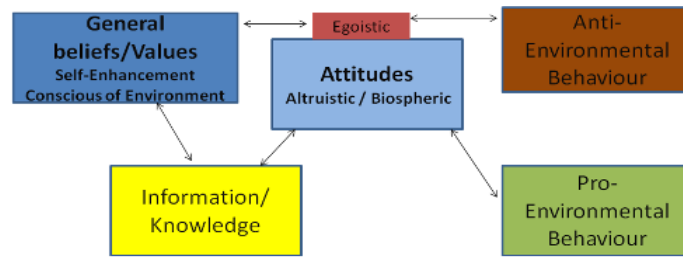 General
beliefs/Values
Self-Enhancement
Conscious of Environment
Egoistic
Attitudes
Altruistic / Biospheric
Anti-
Environmental
Behaviour
Information/
Knowledge
Pro-
Environmental
Behaviour